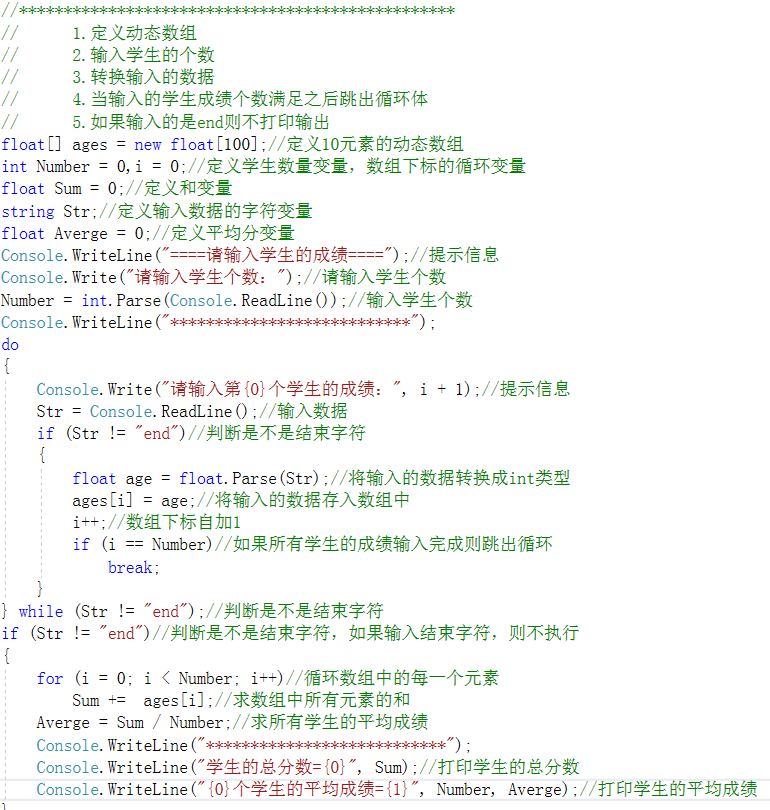 //*************************************************
//      1.定义动态数组
//      2.输入学生的个数
//      3.转换输入的数据
//      4.当输入的学生成绩个数满足之后跳出循环体
//      5.如果输入的是end则不打印输出
float[] ages = new float[100];//定义10元素的动态数组
int Number = 0,i = 0;//定义学生数量变量，数组下标的循环变量
float Sum = 0;//定义和变量
string Str;//定义输入数据的字符变量
float Averge = 0;//定义平均分变量
Console.WriteLine("====请输入学生的成绩====");//提示信息
Console.Write("请输入学生个数：");//请输入学生个数
Number = int.Parse(Console.ReadLine());//输入学生个数
Console.WriteLine("***************************");
do
{
    Console.Write("请输入第{0}个学生的成绩：", i + 1);//提示信息
    Str = Console.ReadLine();//输入数据
    if (Str != "end")//判断是不是结束字符
    {
        float age = float.Parse(Str);//将输入的数据转换成int类型
        ages[i] = age;//将输入的数据存入数组中
        i++;//数组下标自加1
        if (i == Number)//如果所有学生的成绩输入完成则跳出循环
            break;
    }
} while (Str != "end");//判断是不是结束字符
if (Str != "end")//判断是不是结束字符，如果输入结束字符，则不执行
{
    for (i = 0; i < Number; i++)//循环数组中的每一个元素
        Sum +=  ages[i];//求数组中所有元素的和
    Averge = Sum / Number;//求所有学生的平均成绩
    Console.WriteLine("***************************");
    Console.WriteLine("学生的总分数={0}", Sum);//打印学生的总分数
    Console.WriteLine("{0}个学生的平均成绩={1}", Number, Averge);//打印学生的平均成绩